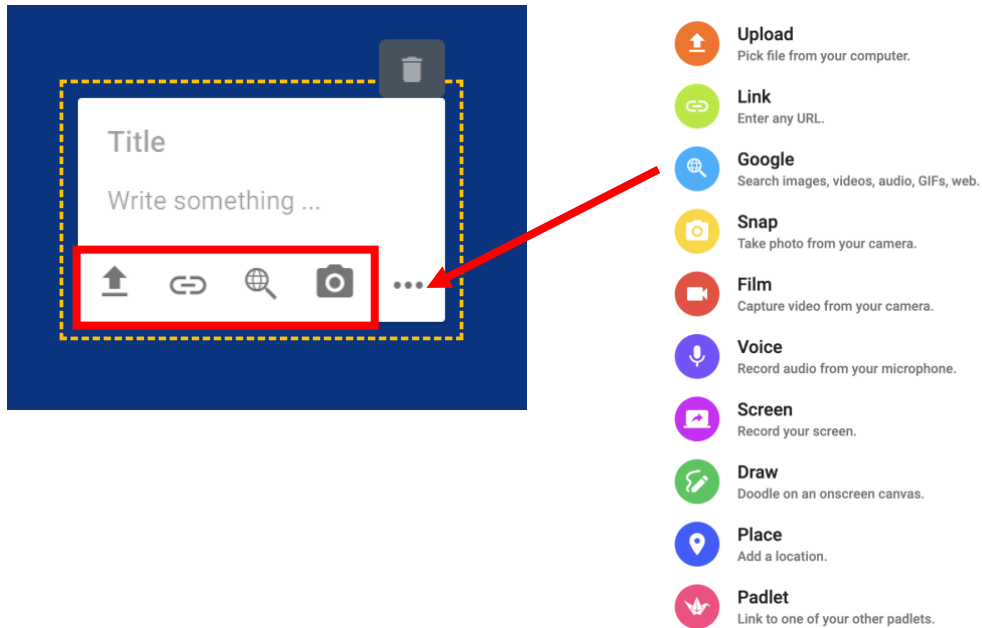 Title
Write something ...
Upload
Pick file from your computer.
Link
Enter any URL.
Google
Search images, videos, audio, GIFs, web.
Snap
Take photo from your camera.
Film
Capture video from your camera.
Voice
Record audio from your microphone.
Screen
Record your screen.
Draw
Doodle on an onscreen canvas.
Place
Add a location.
Padlet
Link to one of your other padlets.